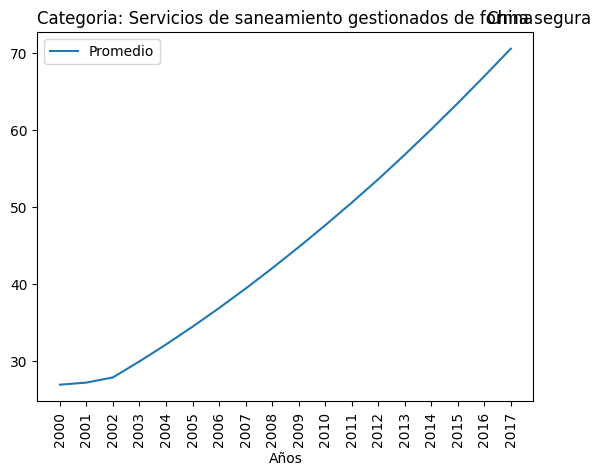 Categoria: Servicios de saneamiento gestionados de forma segura
China
Promedio
70
60
50
40
30
2000 2001 2002 2003 2004 2005 2006 2007 2008 2009 2010 2011 2012 2013 2014 2015 2016 2017
Años